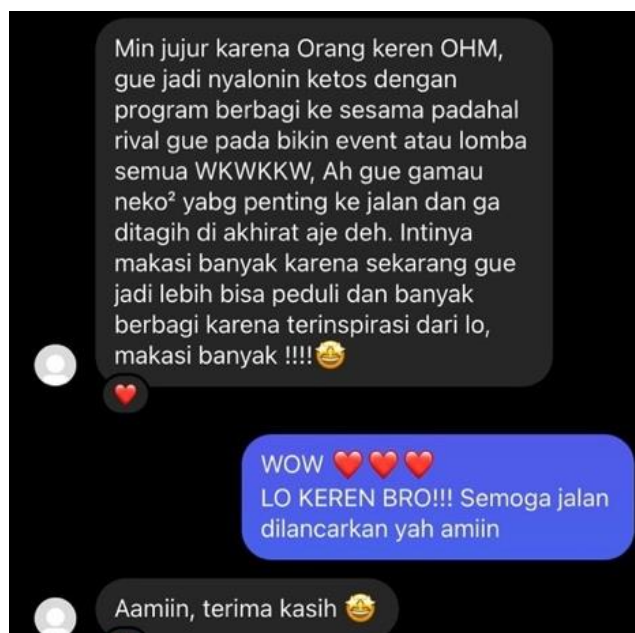 Min jujur karena Orang keren OHM,
gue jadi nyalonin ketos dengan
program berbagi ke sesama padahal
rival gue pada bikin event atau lomba
semua WKWKKW, Ah gue gamau
neko² yabg penting ke jalan dan ga
ditagih di akhirat aje deh. Intinya
makasi banyak karena sekarang gue
jadi lebih bisa peduli dan banyak
berbagi karena terinspirasi dari lo,
makasi banyak !!!!🤩
❤️
WOW ❤️❤️❤️
LO KEREN BRO!!! Semoga jalan
dilancarkan yah amiin
Aamiin, terima kasih 🤩